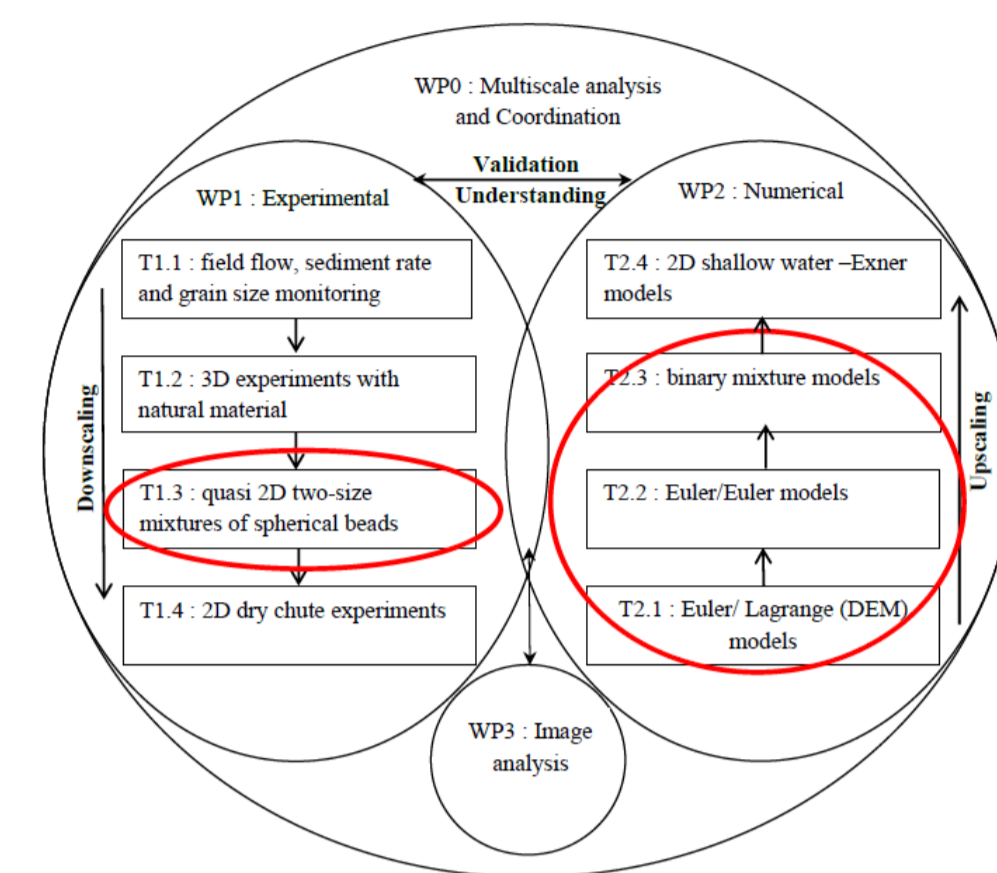 WP0 : Multiscale analysis
and Coordination
Validation
Understanding
WP1 : Experimental
T1.1 : field flow, sediment rate
and grain size monitoring
T1.2 : 3D experiments with
natural material
T1.3 : quasi 2D two-size
mixtures of spherical beads
T1.4 : 2D dry chute experiments
Downscaling
WP2 : Numerical
T2.4 : 2D shallow water –Exner
models
T2.3 : binary mixture models
T2.2 : Euler/Euler models
T2.1 : Euler/ Lagrange (DEM)
models
Upscaling
WP3 : Image
analysis